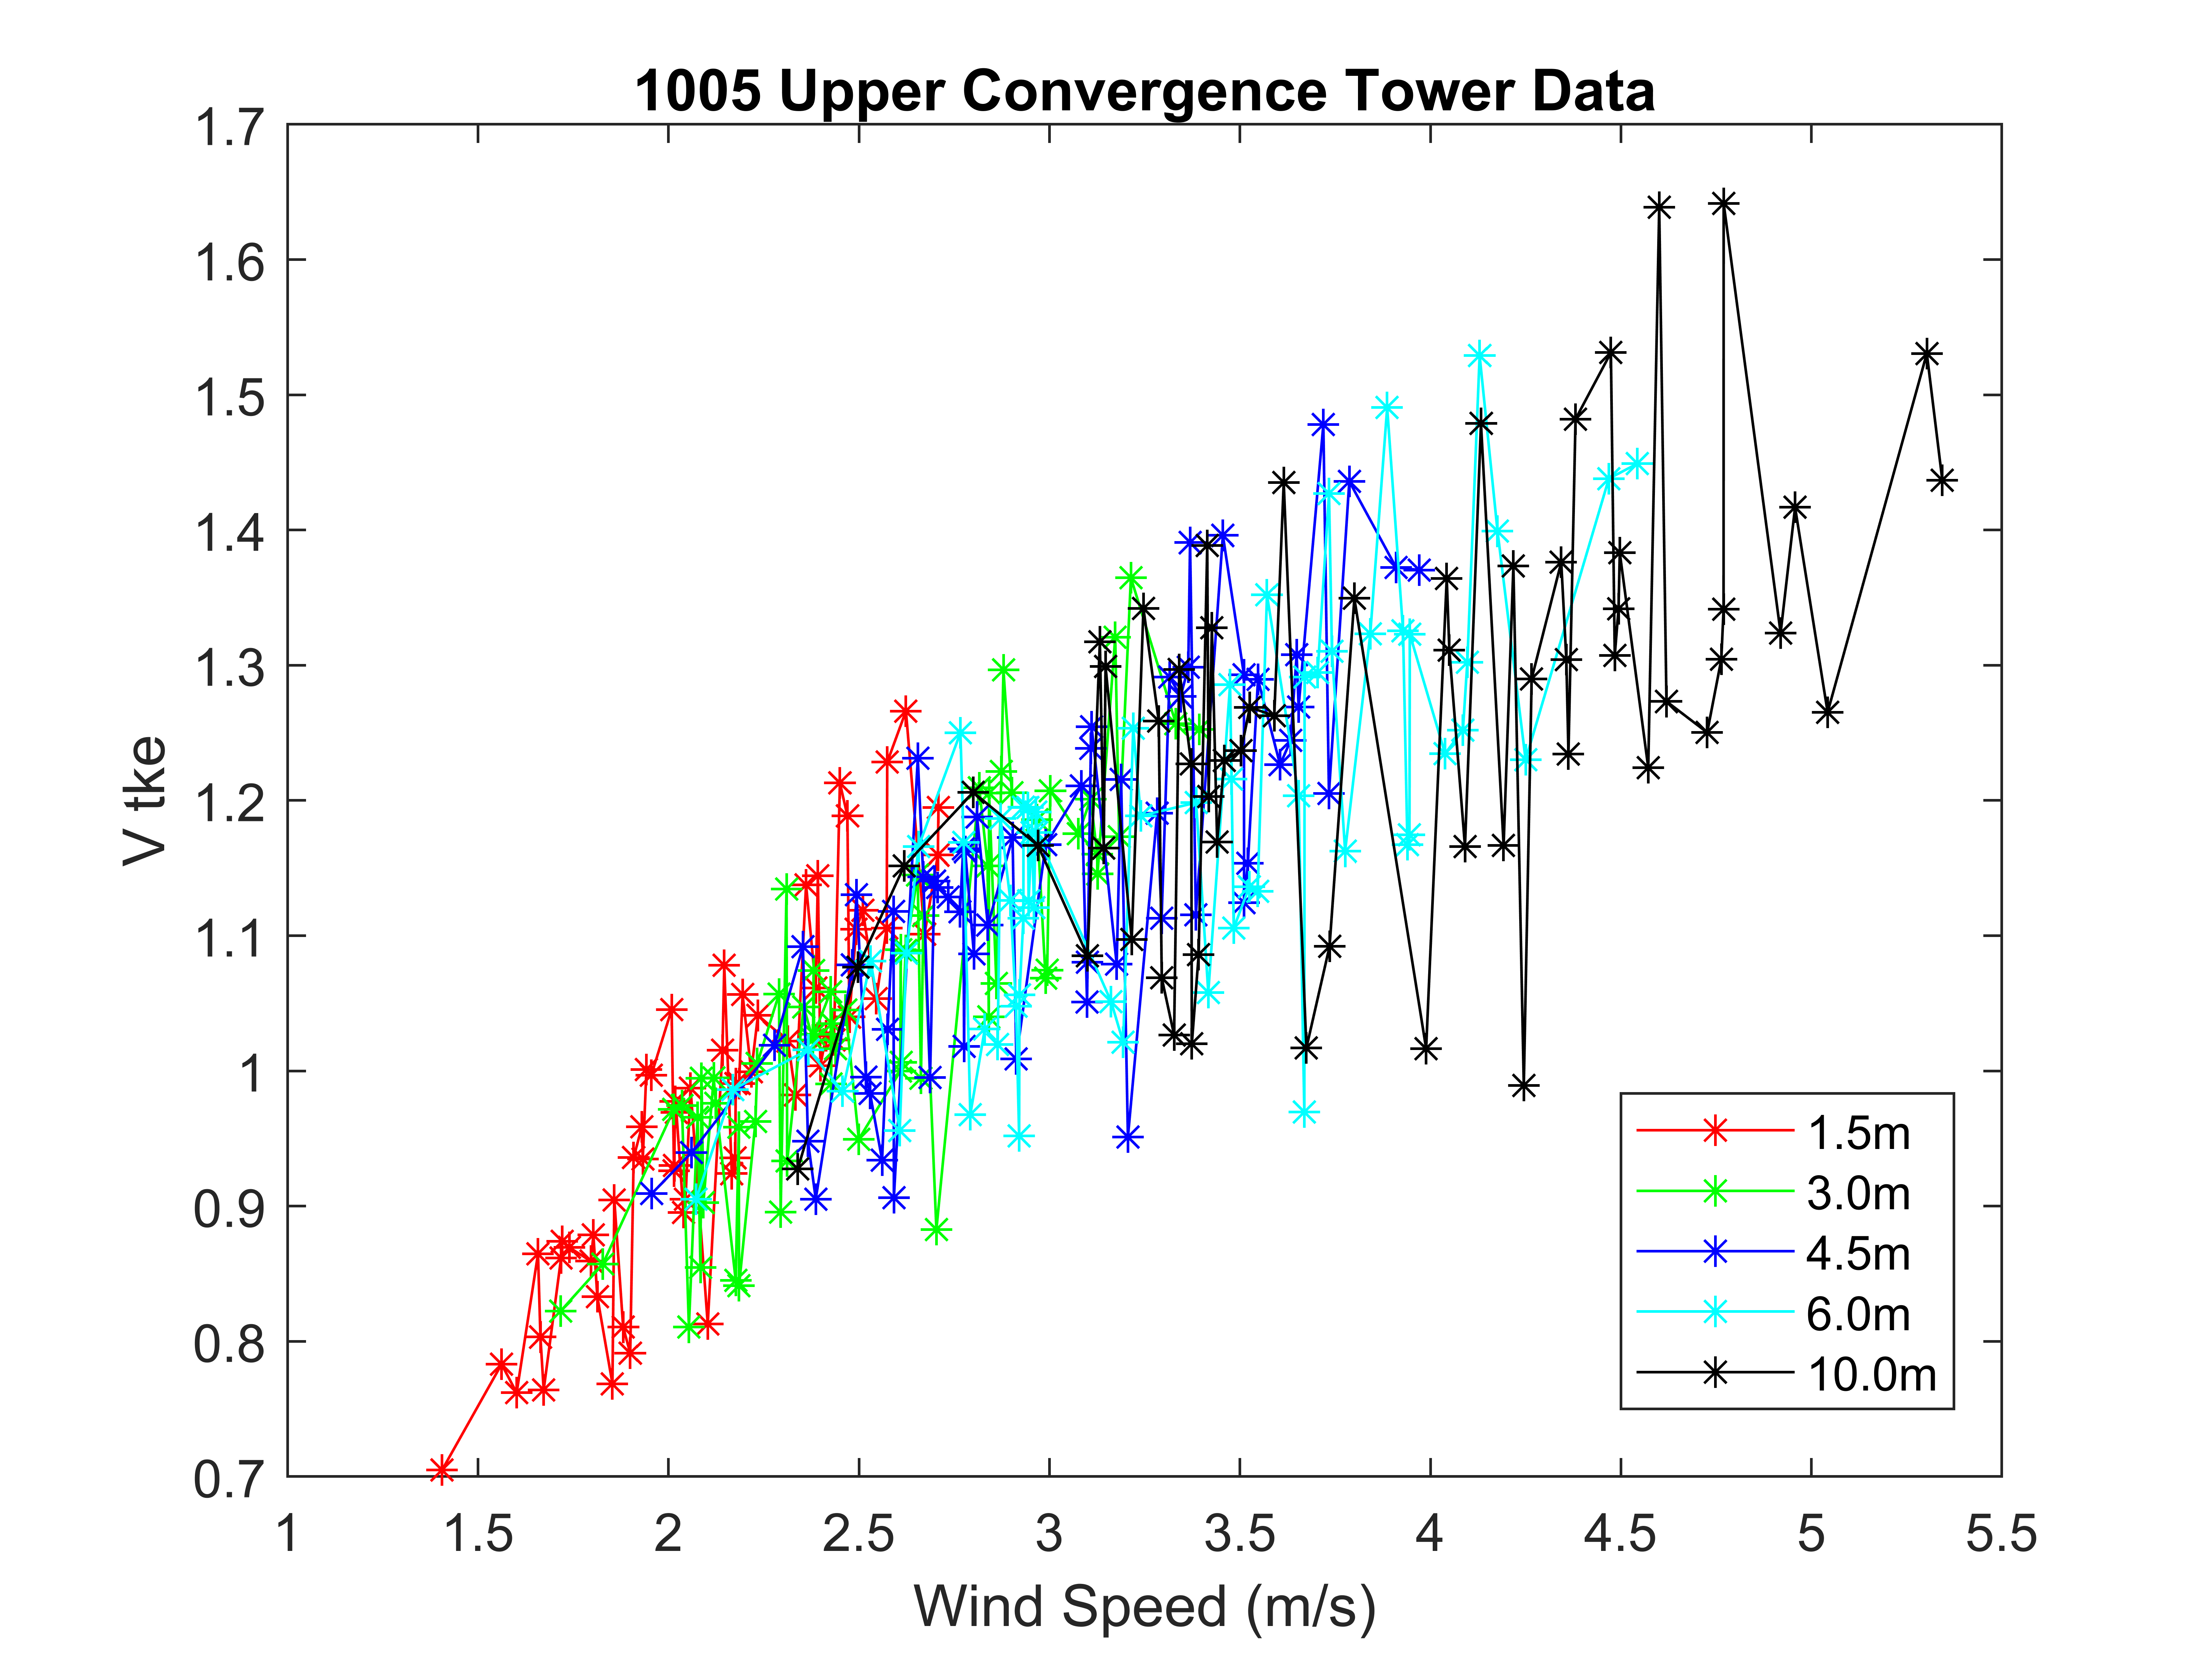 1005 Upper Convergence Tower Data
1.7
1.6
1.5
1.4
1.3
1.2
1.1
1
0.9
0.8
0.7
V tke
1.5m
3.0m
4.5m
6.0m
10.0m
1 1.5 2 2.5 3 3.5 4 4.5 5 5.5
Wind Speed (m/s)